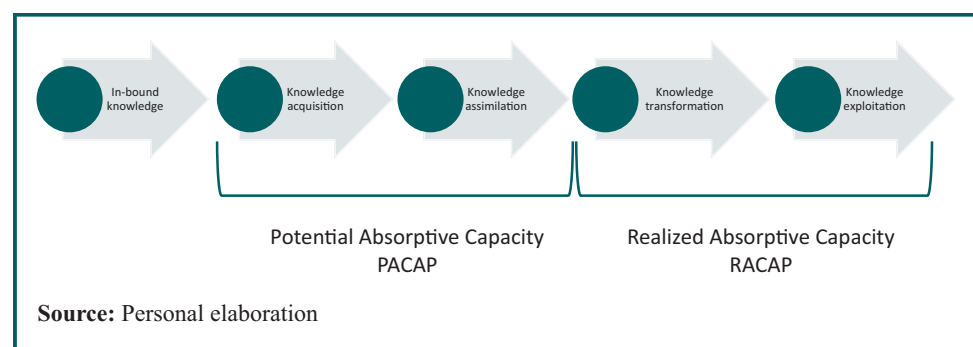 In-bound
knowledge
Knowledge
acquisition
Knowledge
assimilation
Knowledge
transformation
Knowledge
exploitation
Potential Absorptive Capacity
PACAP
Realized Absorptive Capacity
RACAP
Source: Personal elaboration